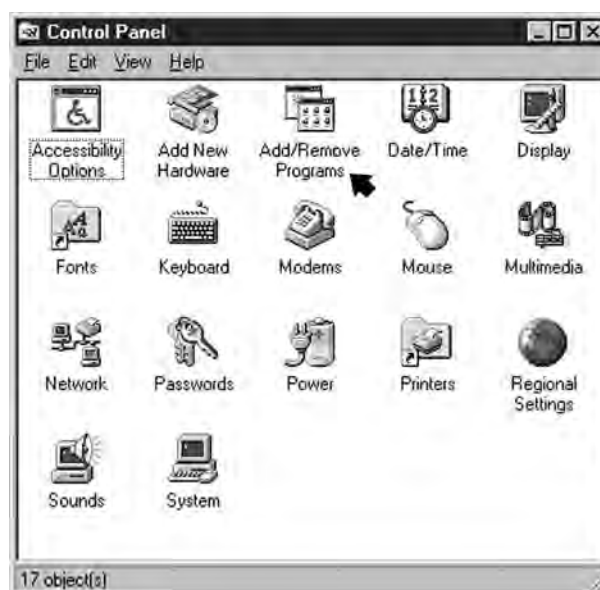 Control Panel
File Edit View Help
Accessibility Options
Add New Hardware
Add/Remove Programs
Date/Time
Display
Fonts
Keyboard
Modems
Mouse
Multimedia
Network
Passwords
Power
Printers
Regional Settings
Sounds
System
17 object(s)